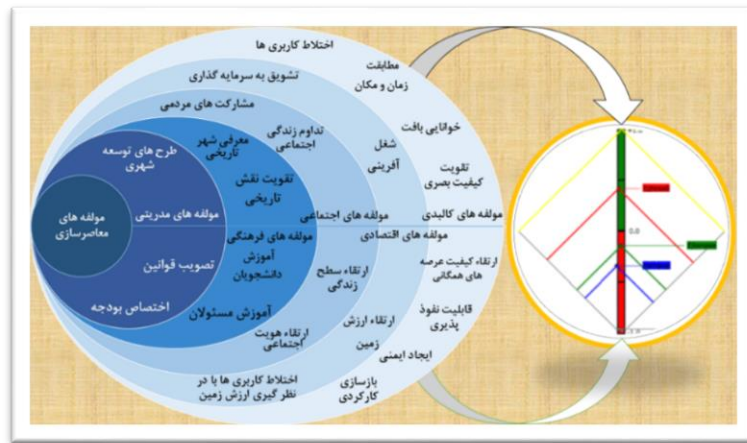 اختلاط کاربری ها
مطابقت
زمان و مکان
تشویق به سرمایه گذاری
مشارکت های مردمی
خوانایی بافت
تداوم زندگی
اجتماعی
شغل
آفرینی
معرفی شهر
تاریخی
طرح های توسعه
شهری
تقویت
کیفیت بصری
تقویت نقش
تاریخی
مولفه های
معاصرسازی
مولفه های مدریتی
مولفه های اجتماعی
مولفه های کالبدی
مولفه های فرهنگی
مولفه های اقتصادی
آموزش
دانشجویان
تصویب قوانین
ارتقاء سطح
زندگی
ارتقاء کیفیت عرصه
های همگانی
اختصاص بودجه
آموزش مسئولان
قابلیت نفوذ
پذیری
ارتقاء ارزش
زمین
ارتقاء هویت
اجتماعی
ایجاد ایمنی
اختلاط کاربری ها با در
نظر گیری ارزش زمین
بازسازی
کارکردی
0.0